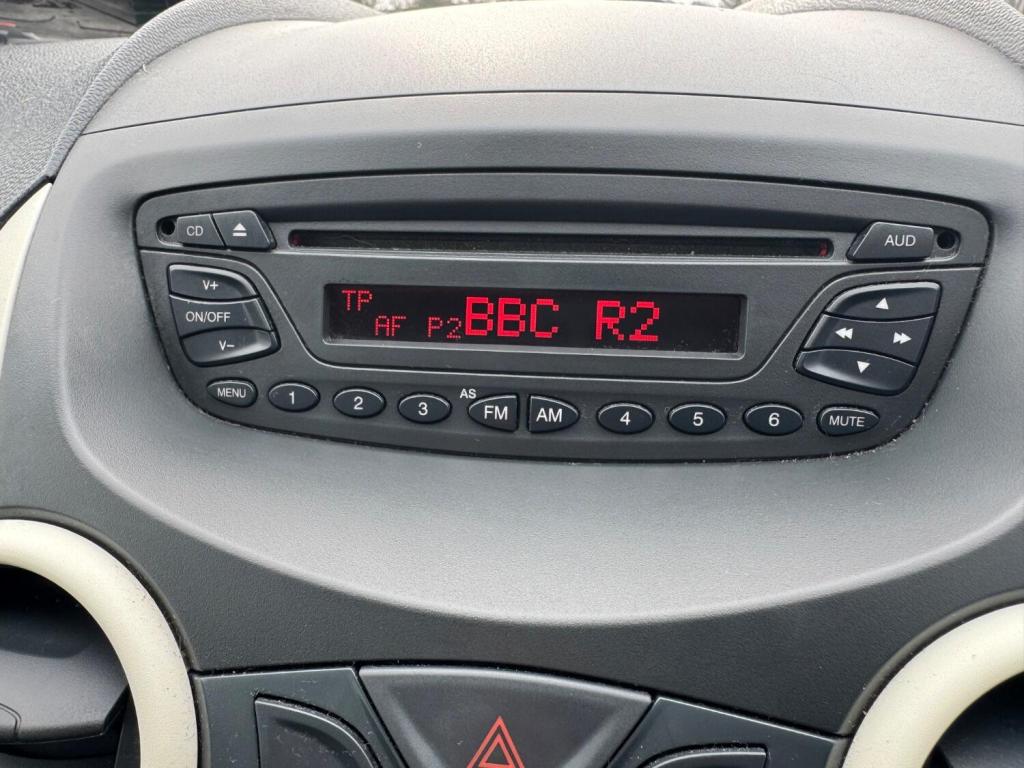 CD AUD
V+
ON/OFF
V-
TP
AF P2 BBC R2
MENU 1 2 3 AS FM AM 4 5 6 MUTE